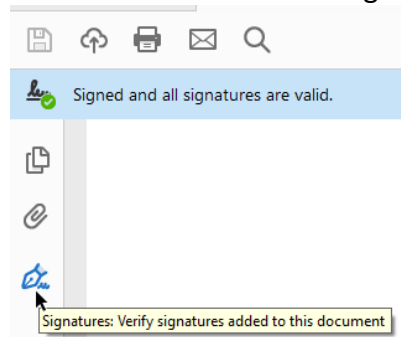 Signed and all signatures are valid.
Signatures: Verify signatures added to this document